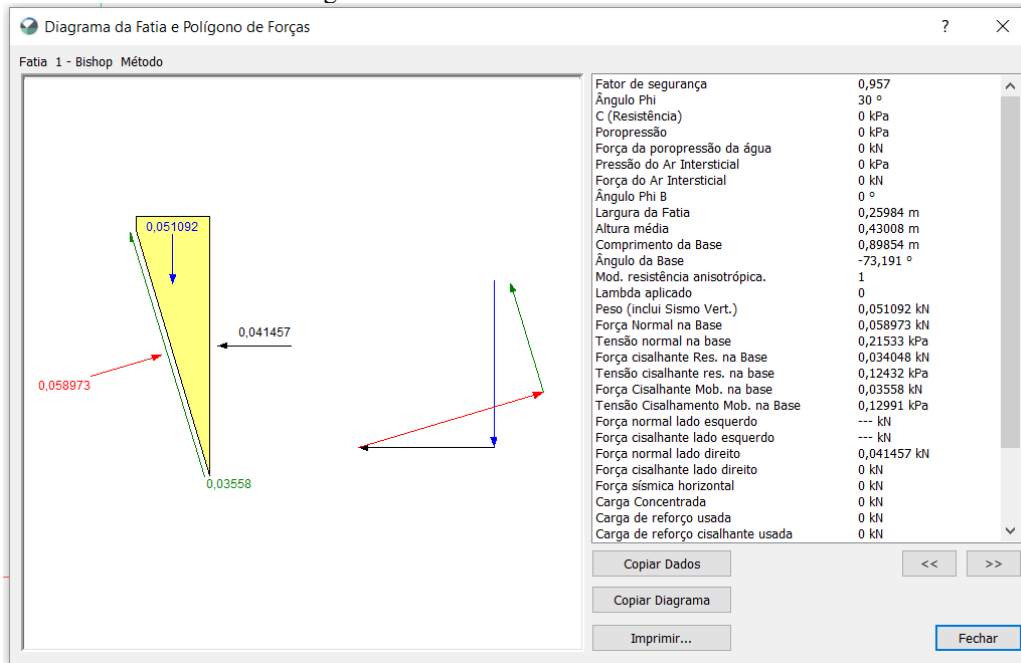 Diagrama da Fatia e Polígono de Forças ? ×
Fatia 1 - Bishop Método
0,051092
0,041457
0,058973
0,03558
Fator de segurança 0,957
Ângulo Phi 30 °
C (Resistência) 0 kPa
Poropressão 0 kPa
Força da poropressão da água 0 kN
Pressão do Ar Intersticial 0 kPa
Força do Ar Intersticial 0 kN
Ângulo Phi B 0 °
Largura da Fatia 0,25984 m
Altura média 0,43008 m
Comprimento da Base 0,89854 m
Ângulo da Base -73,191 °
Mod. resistência anisotrópica. 1
Lambda aplicado 0
Peso (inclui Sismo Vert.) 0,051092 kN
Força Normal na Base 0,058973 kN
Tensão normal na base 0,21533 kPa
Força cisalhante Res. na Base 0,034048 kN
Tensão cisalhante res. na base 0,12432 kPa
Força Cisalhante Mob. na base 0,03558 kN
Tensão Cisalhamento Mob. na Base 0,12991 kPa
Força normal lado esquerdo --- kN
Força cisalhante lado esquerdo --- kN
Força normal lado direito 0,041457 kN
Força cisalhante lado direito 0 kN
Força sísmica horizontal 0 kN
Carga Concentrada 0 kN
Carga de reforço usada 0 kN
Carga de reforço cisalhante usada 0 kN
Copiar Dados << >>
Copiar Diagrama
Imprimir... Fechar